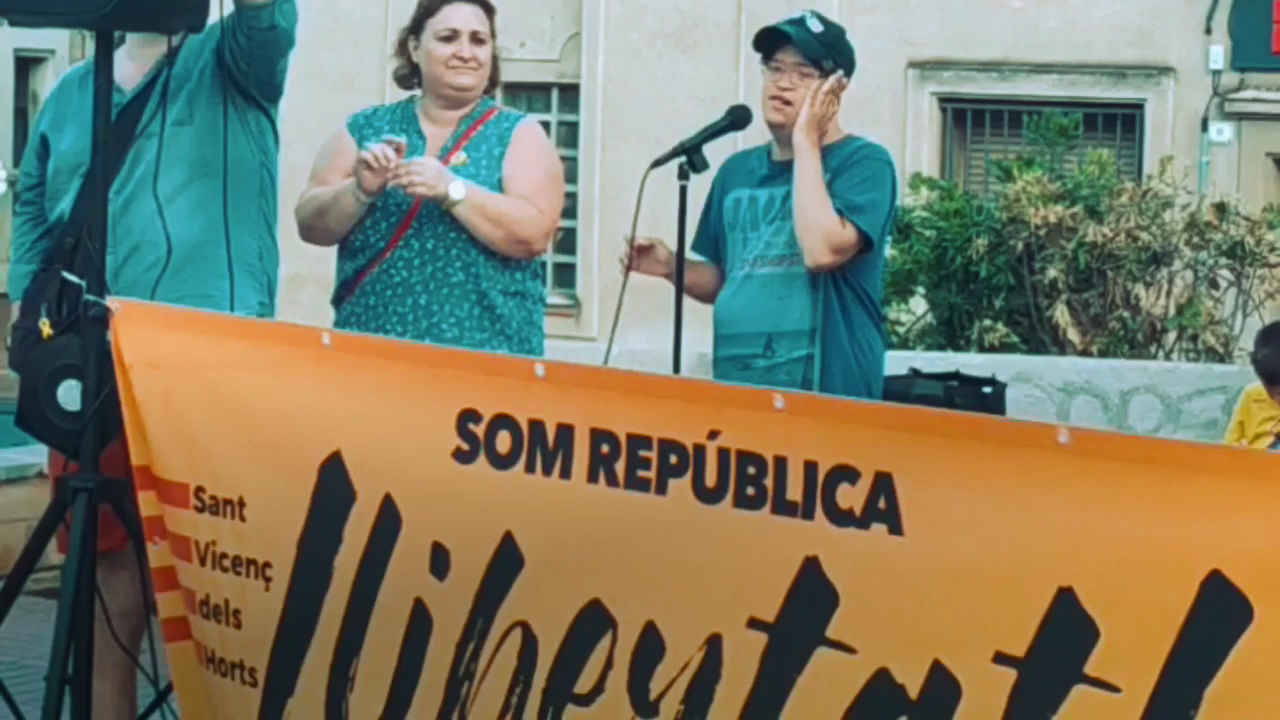 SOM REPÚBLICA
llibertat!
Sant
Vicenç
dels
Horts